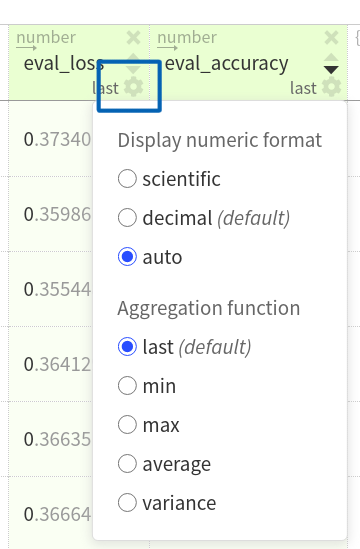 number number {
eval_loss eval_accuracy
last last
0.37340
0.35986
0.35544
0.36412
0.36635
0.36664
Display numeric format
scientific
decimal (default)
auto
Aggregation function
last (default)
min
max
average
variance